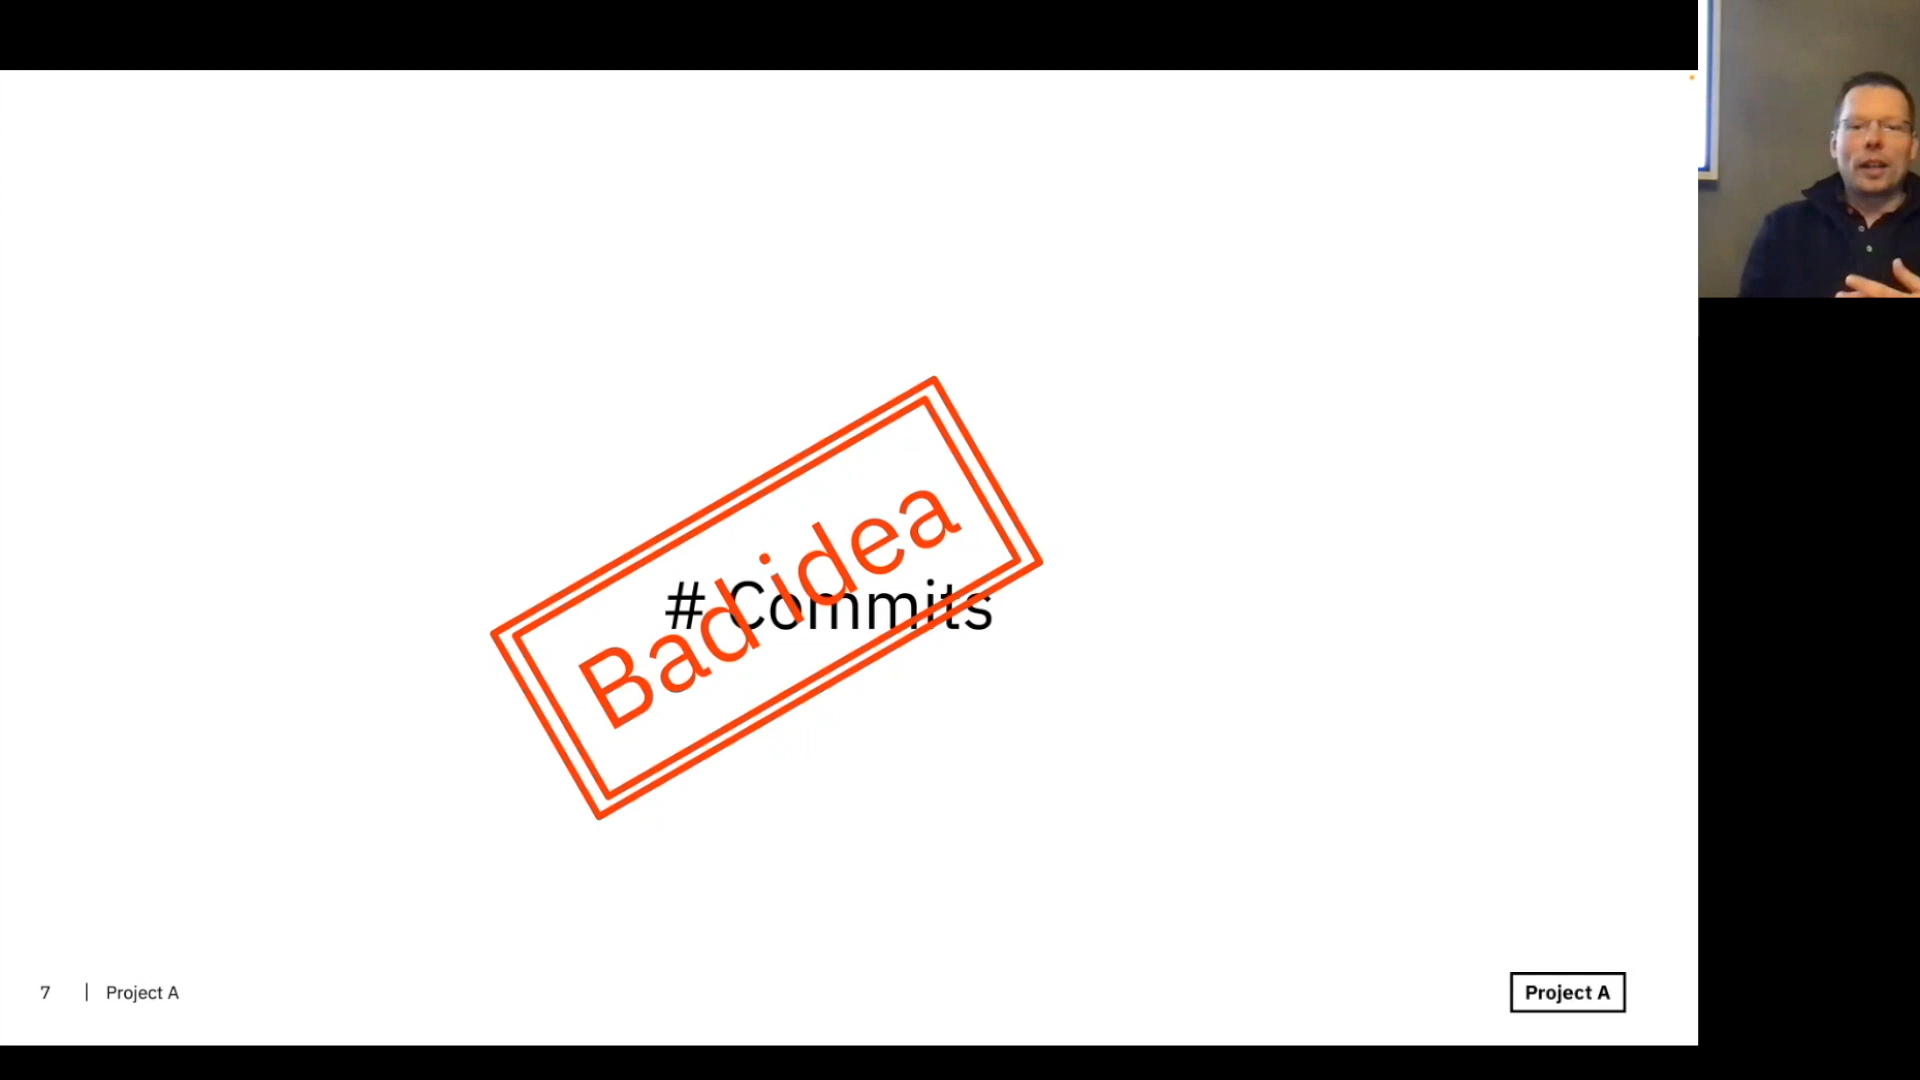 Bad idea
# Commits
7 | Project A
Project A